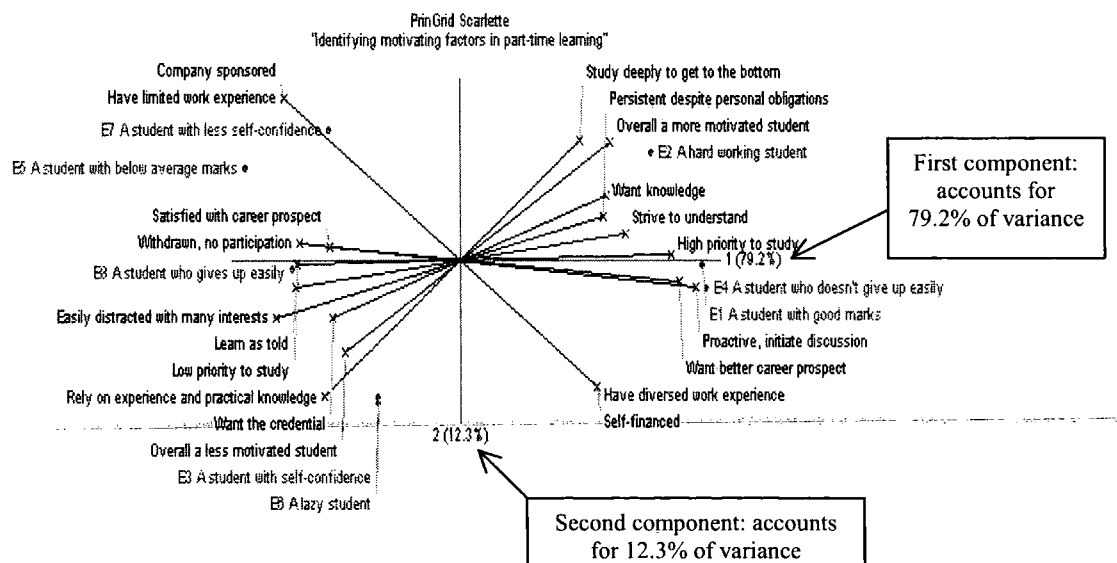 PrinGrid Scarlette
"Identifying motivating factors in part-time learning"
Company sponsored
Have limited work experience
E7 A student with less self-confidence
E5 A student with below average marks
Satisfied with career prospect
Withdrawn, no participation
E8 A student who gives up easily
Easily distracted with many interests
Learn as told
Low priority to study
Rely on experience and practical knowledge
Want the credential
Overall a less motivated student
E3 A student with self-confidence
E6 A lazy student
Study deeply to get to the bottom
Persistent despite personal obligations
Overall a more motivated student
E2 A hard working student
Want knowledge
Strive to understand
High priority to study
1 (79.2%)
E4 A student who doesn't give up easily
E1 A student with good marks
Proactive, initiate discussion
Want better career prospect
Have diversed work experience
Self-financed
2 (12.3%)
First component:
accounts for
79.2% of variance
Second component: accounts
for 12.3% of variance